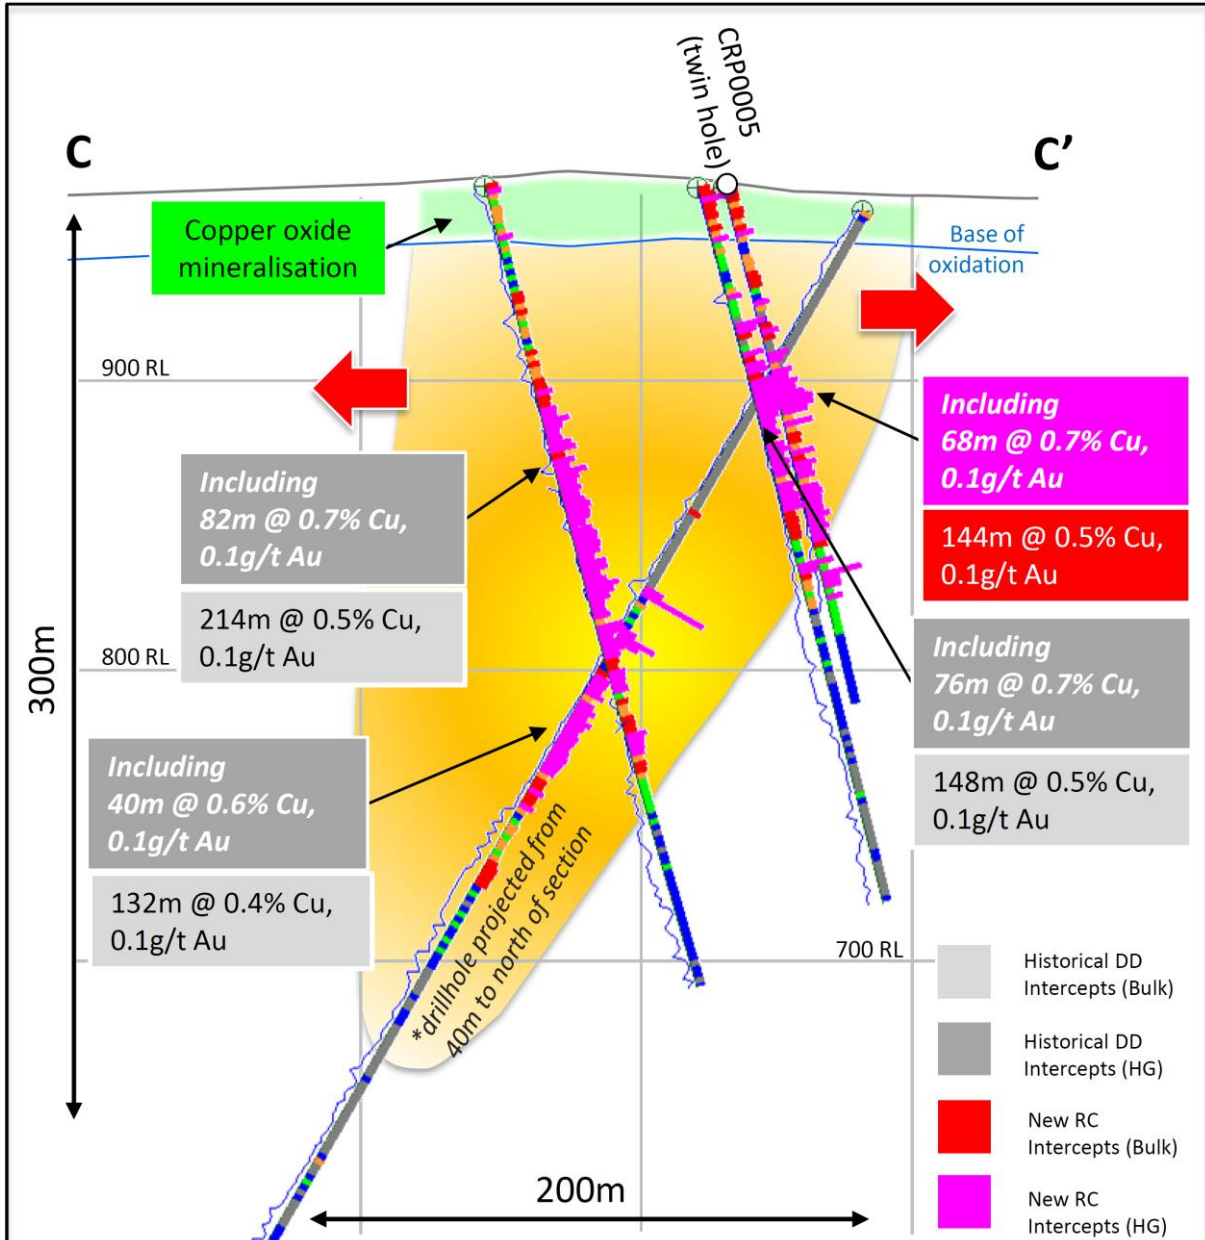 CRP0005
(twin hole)
C
C’
Copper oxide
mineralisation
Base of
oxidation
900 RL
Including
68m @ 0.7% Cu,
0.1g/t Au
144m @ 0.5% Cu,
0.1g/t Au
Including
82m @ 0.7% Cu,
0.1g/t Au
214m @ 0.5% Cu,
0.1g/t Au
800 RL
300m
Including
76m @ 0.7% Cu,
0.1g/t Au
148m @ 0.5% Cu,
0.1g/t Au
Including
40m @ 0.6% Cu,
0.1g/t Au
132m @ 0.4% Cu,
0.1g/t Au
*drillhole projected from
40m to north of section
700 RL
Historical DD
Intercepts (Bulk)
Historical DD
Intercepts (HG)
New RC
Intercepts (Bulk)
New RC
Intercepts (HG)
200m